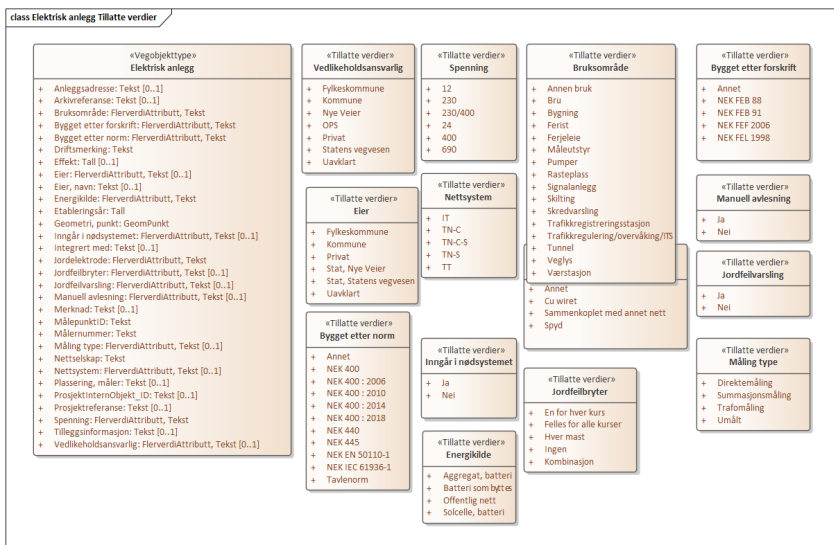 class Elektrisk anlegg Tillatte verdier
«Vegobjekttype»
Elektrisk anlegg
+ Anleggsadresse: Tekst [0..1]
+ Arkivreferanse: Tekst [0..1]
+ Bruksområde: FlerverdiAttributt, Tekst
+ Bygget etter forskrift: FlerverdiAttributt, Tekst
+ Bygget etter norm: FlerverdiAttributt, Tekst
+ Driftsmerking: Tekst
+ Effekt: Tall [0..1]
+ Eier: FlerverdiAttributt, Tekst [0..1]
+ Eier, navn: Tekst [0..1]
+ Energikilde: FlerverdiAttributt, Tekst
+ Etableringsår: Tall
+ Geometri, punkt: GeomPunkt
+ Inngår i nødsystemet: FlerverdiAttributt, Tekst [0..1]
+ Integrert med: Tekst [0..1]
+ Jordelektrode: FlerverdiAttributt, Tekst
+ Jordfeilbryter: FlerverdiAttributt, Tekst
+ Jordfeilvarsling: FlerverdiAttributt, Tekst
+ Manuell avlesning: FlerverdiAttributt, Tekst [0..1]
+ Merknad: Tekst [0..1]
+ MålepunktID: Tekst
+ Målernummer: Tekst
+ Måling type: FlerverdiAttributt, Tekst [0..1]
+ Nettselskap: Tekst
+ Nettsystem: FlerverdiAttributt, Tekst [0..1]
+ Plassering, måler: Tekst [0..1]
+ ProsjektInternObjekt_ID: Tekst [0..1]
+ Prosjektreferanse: Tekst [0..1]
+ Spenning: FlerverdiAttributt, Tekst
+ Tilleggsinformasjon: Tekst [0..1]
+ Vedlikeholdsansvarlig: FlerverdiAttributt, Tekst [0..1]
«Tillatte verdier»
Vedlikeholdsansvarlig
+ Fylkeskommune
+ Kommune
+ Nye Veier
+ OPS
+ Privat
+ Statens vegvesen
+ Uavklart
«Tillatte verdier»
Eier
+ Fylkeskommune
+ Kommune
+ Privat
+ Stat, Nye Veier
+ Stat, Statens vegvesen
+ Uavklart
«Tillatte verdier»
Bygget etter norm
+ Annet
+ NEK 400
+ NEK 400 : 2006
+ NEK 400 : 2010
+ NEK 400 : 2014
+ NEK 400 : 2018
+ NEK 440
+ NEK 445
+ NEK EN 50110-1
+ NEK IEC 61936-1
+ Tavlenorm
«Tillatte verdier»
Spenning
+ 12
+ 230
+ 230/400
+ 24
+ 400
+ 690
«Tillatte verdier»
Nettsystem
+ IT
+ TN-C
+ TN-C-S
+ TN-S
+ TT
«Tillatte verdier»
Inngår i nødsystemet
+ Ja
+ Nei
«Tillatte verdier»
Energikilde
+ Aggregat, batteri
+ Batteri som byttes
+ Offentlig nett
+ Solcelle, batteri
«Tillatte verdier»
Bruksområde
+ Annen bruk
+ Bru
+ Bygning
+ Ferist
+ Ferjeleie
+ Måleutstyr
+ Pumper
+ Rasteplass
+ Signalanlegg
+ Skilting
+ Skredvarsling
+ Trafikkregistreringsstasjon
+ Trafikkregulering/overvåking/ITS
+ Tunnel
+ Veglys
+ Værstasjon
+ Annet
+ Cu wiret
+ Sammenkoplet med annet nett
+ Spyd
«Tillatte verdier»
Jordfeilbryter
+ En for hver kurs
+ Felles for alle kurser
+ Hver mast
+ Ingen
+ Kombinasjon
«Tillatte verdier»
Bygget etter forskrift
+ Annet
+ NEK FEB 88
+ NEK FEB 91
+ NEK FEF 2006
+ NEK FEL 1998
«Tillatte verdier»
Manuell avlesning
+ Ja
+ Nei
«Tillatte verdier»
Jordfeilvarsling
+ Ja
+ Nei
«Tillatte verdier»
Måling type
+ Direktemåling
+ Summasjonsmåling
+ Trafomåling
+ Umålt